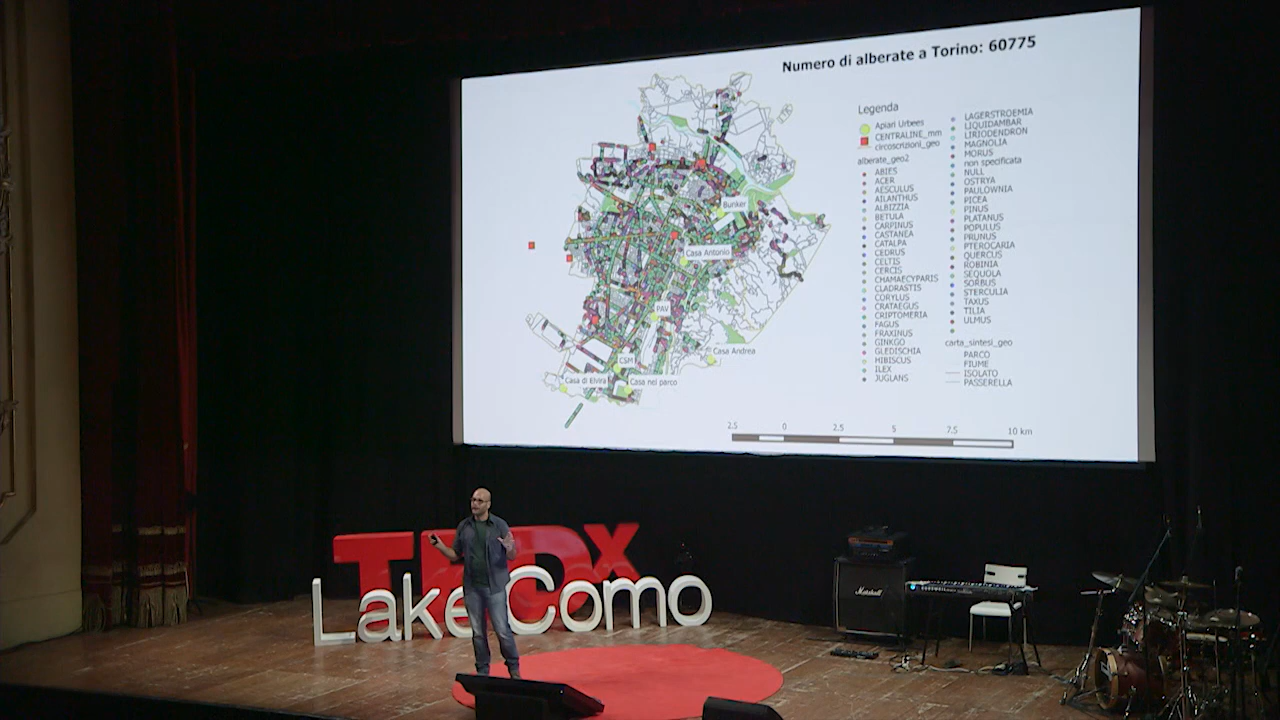 Numero di alberate a Torino: 60775
Legenda
Apiari Urbees
CENTRALINE_mm
circoscrizioni_geo
alberate_geo2
ABIES
ACER
AESCULUS
AILANTHUS
ALBIZZIA
BETULA
CARPINUS
CASTANEA
CATALPA
CEDRUS
CELTIS
CERCIS
CHAMAECYPARIS
CLADRASTIS
CORYLUS
CRATAEGUS
CRIPTOMERIA
FAGUS
FRAXINUS
GINKGO
GLEDISCHIA
HIBISCUS
ILEX
JUGLANS
LAGERSTROEMIA
LIQUIDAMBAR
LIRIODENDRON
MAGNOLIA
MORUS
non specificata
NULL
OSTRYA
PAULOWNIA
PICEA
PINUS
PLATANUS
POPULUS
PRUNUS
PTEROCARIA
QUERCUS
ROBINIA
SEQUOLA
SORBUS
STERCULIA
TAXUS
TILIA
ULMUS
carta_sintesi_geo
PARCO
FIUME
ISOLATO
PASSERELLA
Bunker
Casa Antonio
PAV
Casa Andrea
CSM
Casa di Elvira
Casa nel parco
2.5 0 2.5 5 7.5 10 km
TEDx
LakeComo
Marshall